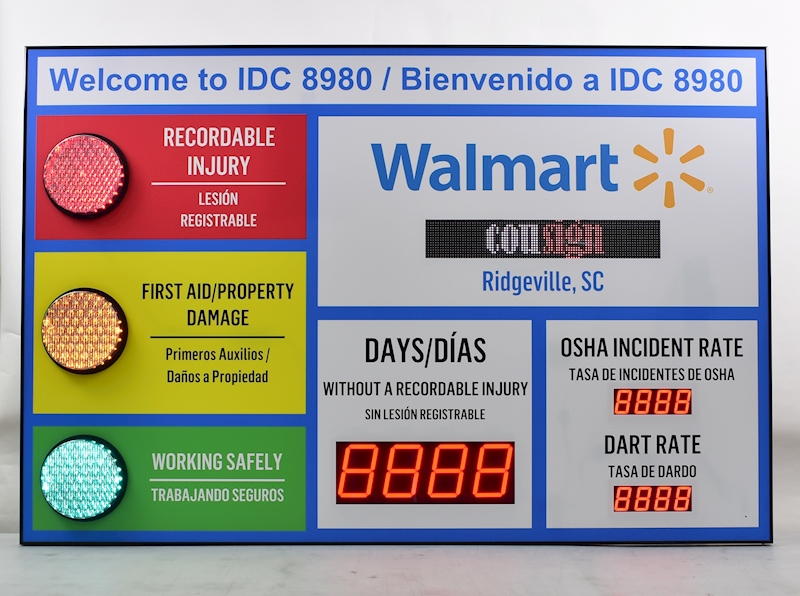 Welcome to IDC 8980 / Bienvenido a IDC 8980
RECORDABLE
INJURY
LESIÓN
REGISTRABLE
Walmart
consign
Ridgeville, SC
FIRST AID/PROPERTY
DAMAGE
Primeros Auxilios /
Daños a Propiedad
WORKING SAFELY
TRABAJANDO SEGUROS
DAYS/DÍAS
WITHOUT A RECORDABLE INJURY
SIN LESIÓN REGISTRABLE
8888
OSHA INCIDENT RATE
TASA DE INCIDENTES DE OSHA
8888
DART RATE
TASA DE DARDO
8888